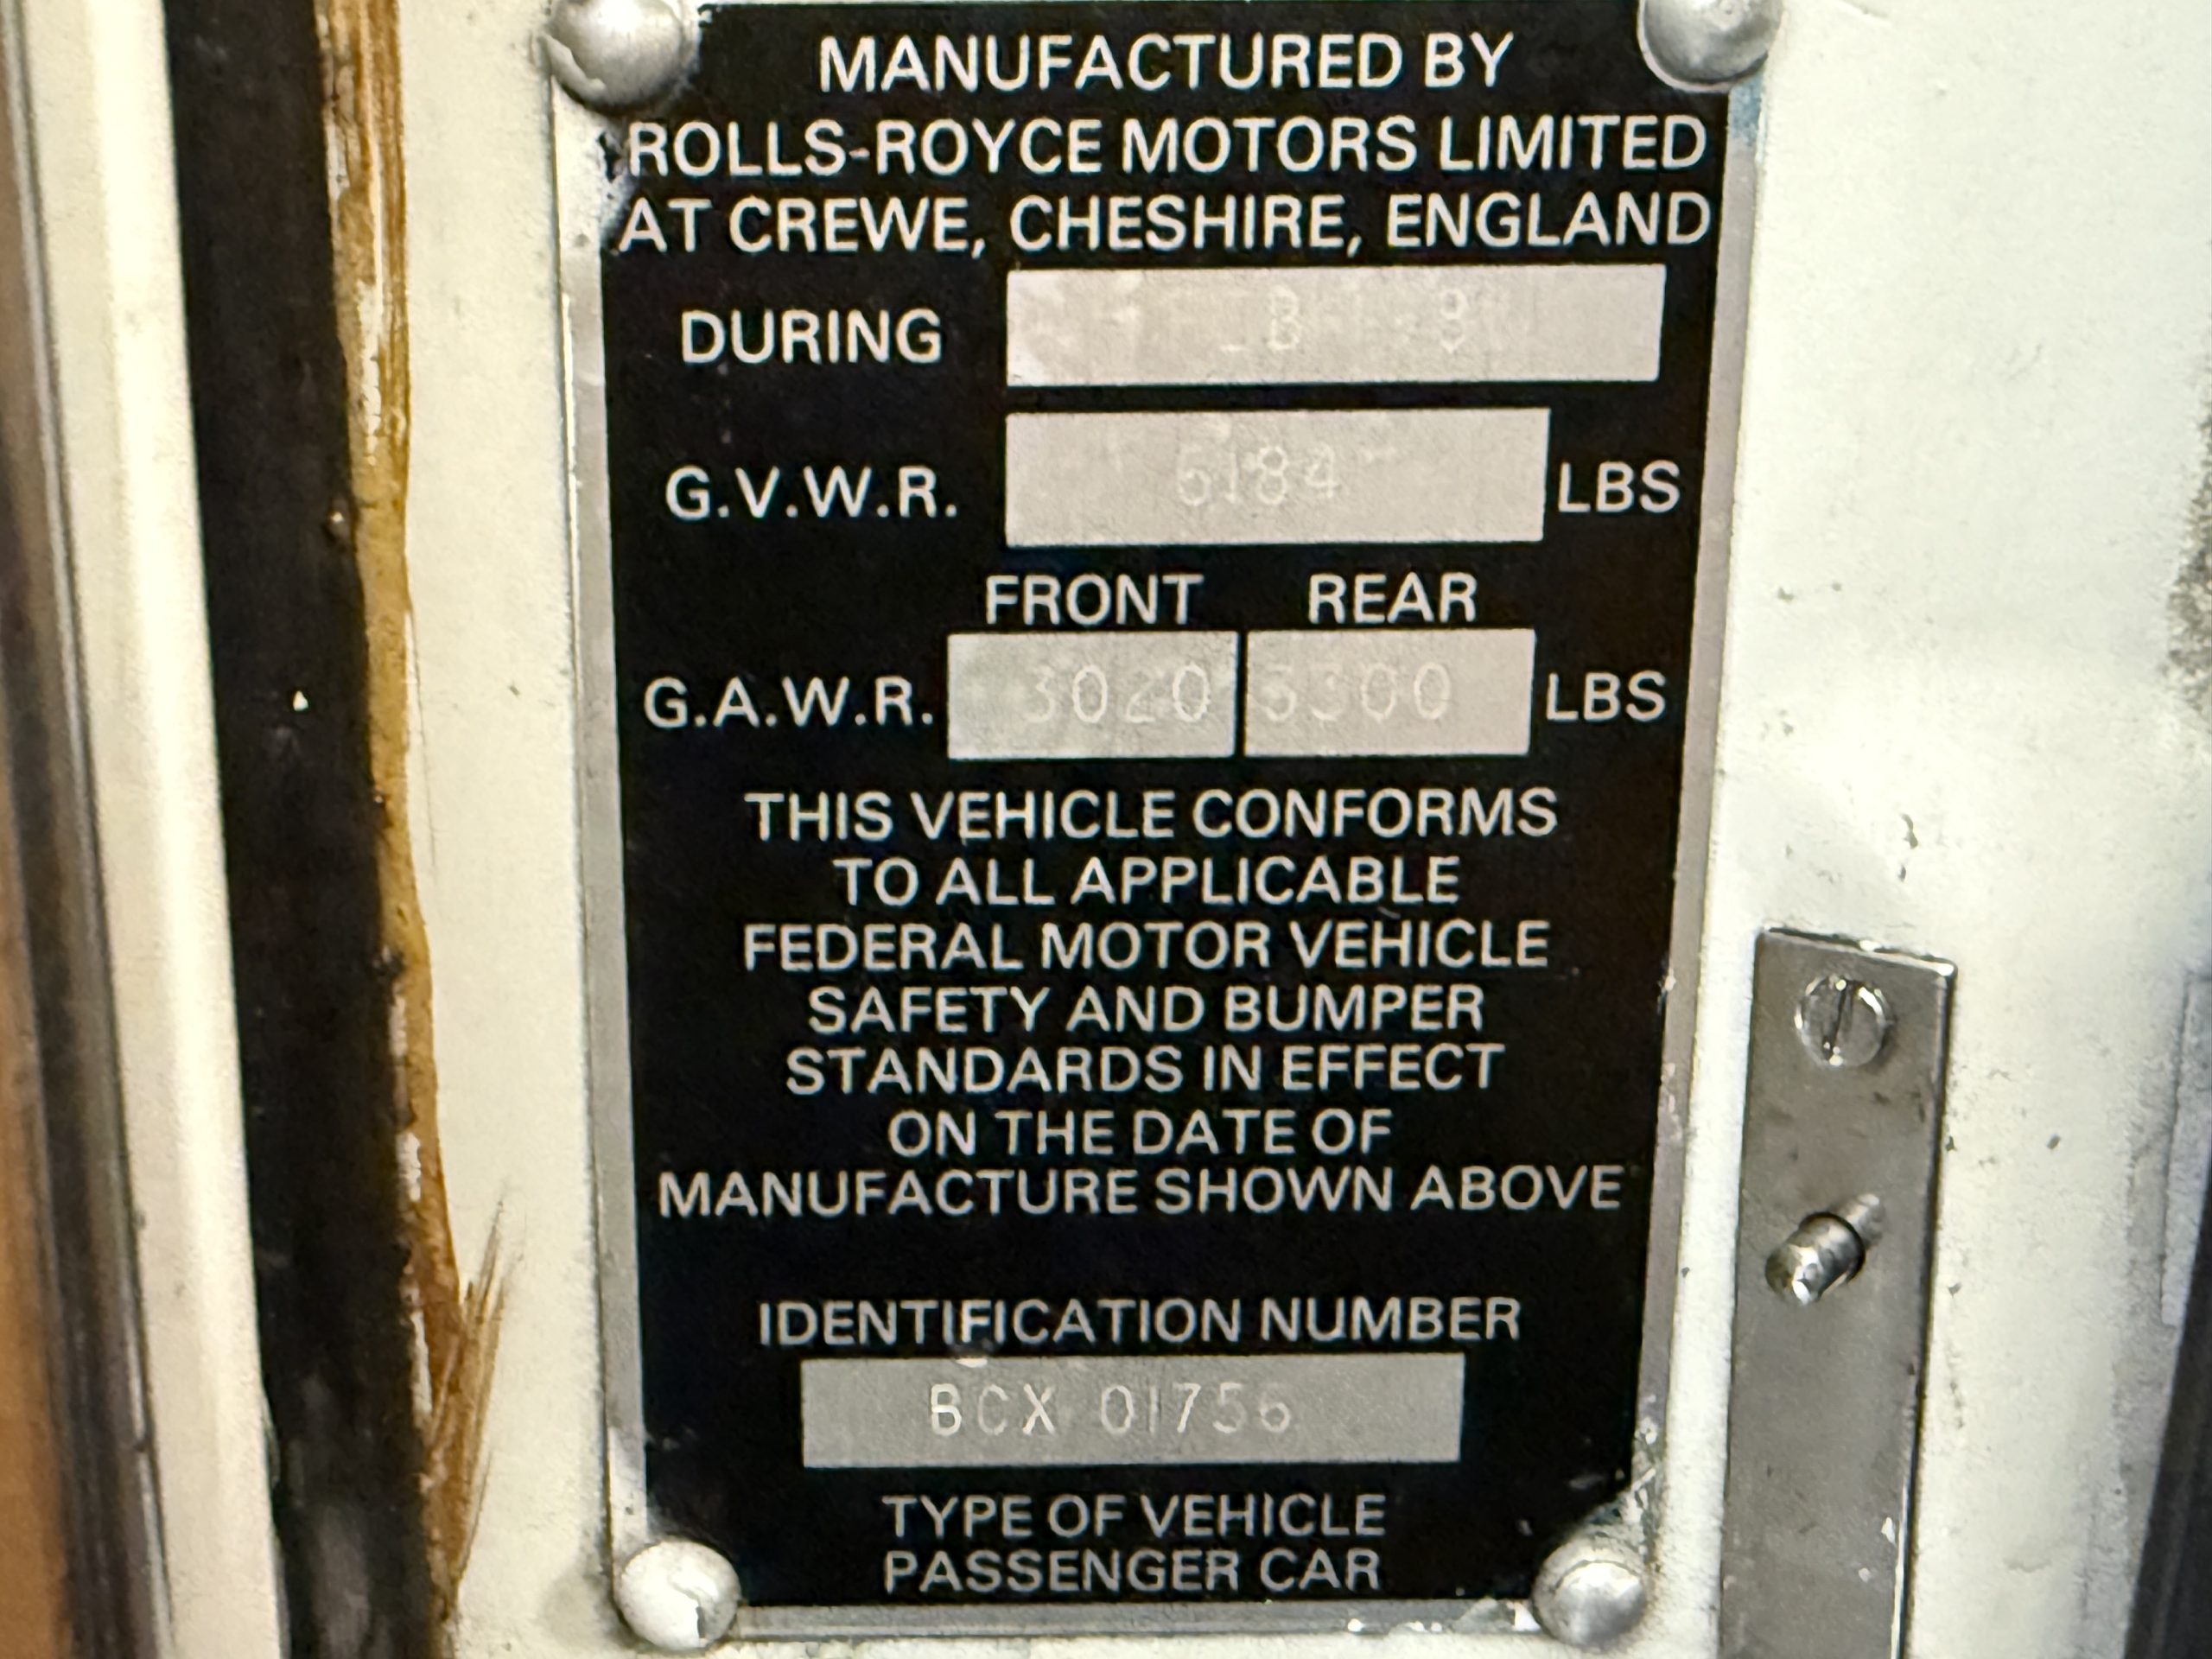 MANUFACTURED BY
ROLLS-ROYCE MOTORS LIMITED
AT CREWE, CHESHIRE, ENGLAND
DURING
G.V.W.R. 6184 LBS
FRONT REAR
G.A.W.R. 3020 3300 LBS
THIS VEHICLE CONFORMS
TO ALL APPLICABLE
FEDERAL MOTOR VEHICLE
SAFETY AND BUMPER
STANDARDS IN EFFECT
ON THE DATE OF
MANUFACTURE SHOWN ABOVE
IDENTIFICATION NUMBER
BCX 01756
TYPE OF VEHICLE
PASSENGER CAR